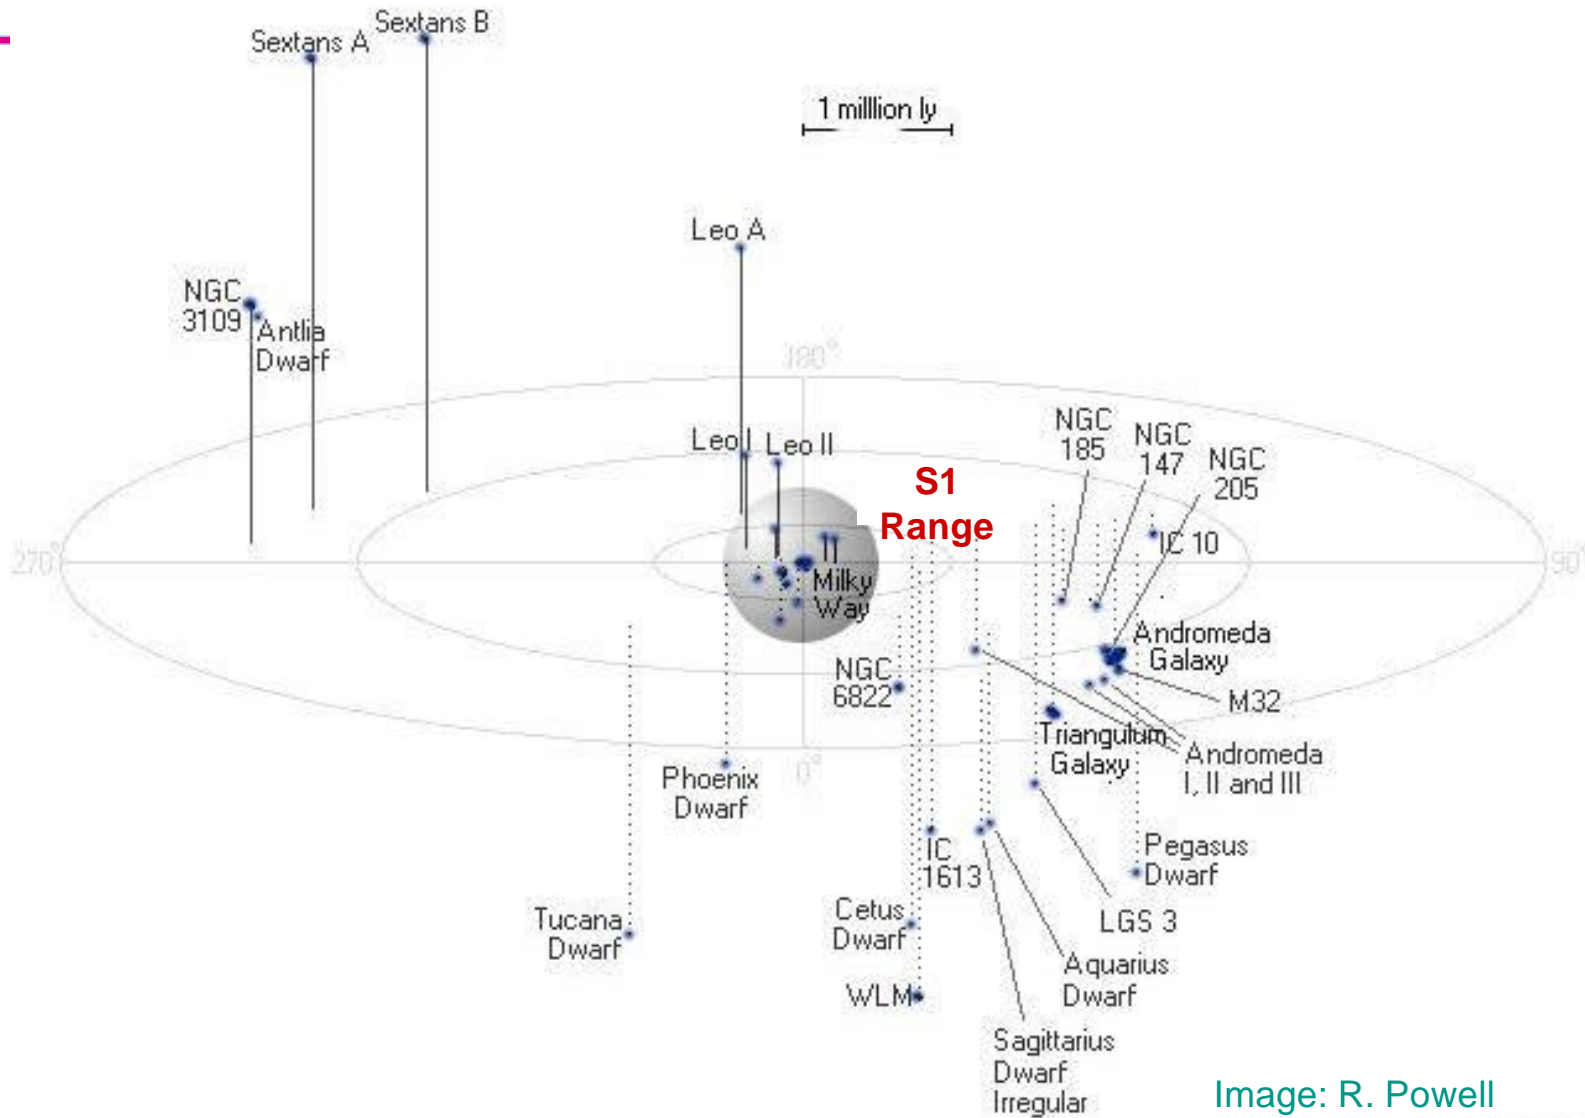 Sextans B
Sextans A
1 milllion ly
Leo A
NGC
3109
Antlia
Dwarf
180°
NGC
185
NGC
147
NGC
205
Leo I
Leo II
S1
Range
IC 10
270°
90°
Milky
Way
Andromeda
Galaxy
NGC
6822
M32
Triangulum
Galaxy
Andromeda
I, II and III
0°
Phoenix
Dwarf
IC
1613
Pegasus
Dwarf
LGS 3
Tucana
Dwarf
Cetus
Dwarf
Aquarius
Dwarf
WLM
Sagittarius
Dwarf
Irregular
Image: R. Powell